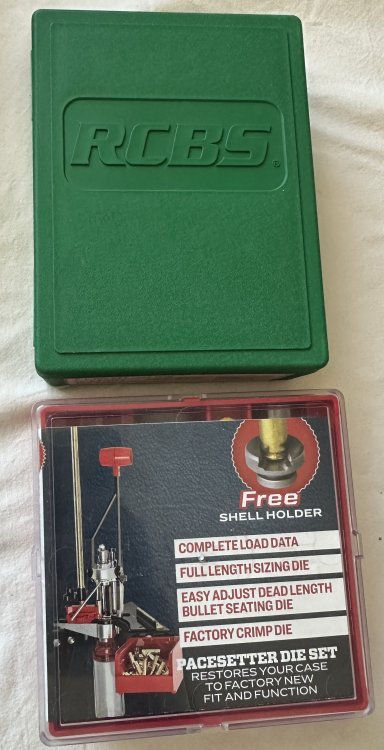 RCBS®
Free
SHELL HOLDER
COMPLETE LOAD DATA
FULL LENGTH SIZING DIE
EASY ADJUST DEAD LENGTH
BULLET SEATING DIE
FACTORY CRIMP DIE
PACESETTER DIE SET
RESTORES YOUR CASE
TO FACTORY NEW
FIT AND FUNCTION